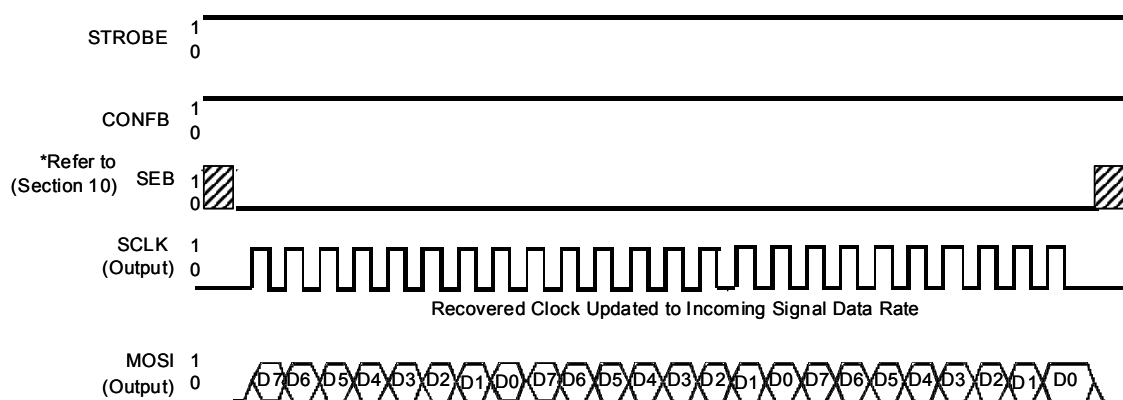 STROBE 1
0
CONFB 1
0
*Refer to
(Section 10) SEB 1
0
SCLK 1
(Output) 0
Recovered Clock Updated to Incoming Signal Data Rate
MOSI 1
(Output) 0
D7 D6 D5 D4 D3 D2 D1 D0 D7 D6 D5 D4 D3 D2 D1 D0 D7 D6 D5 D4 D3 D2 D1 D0